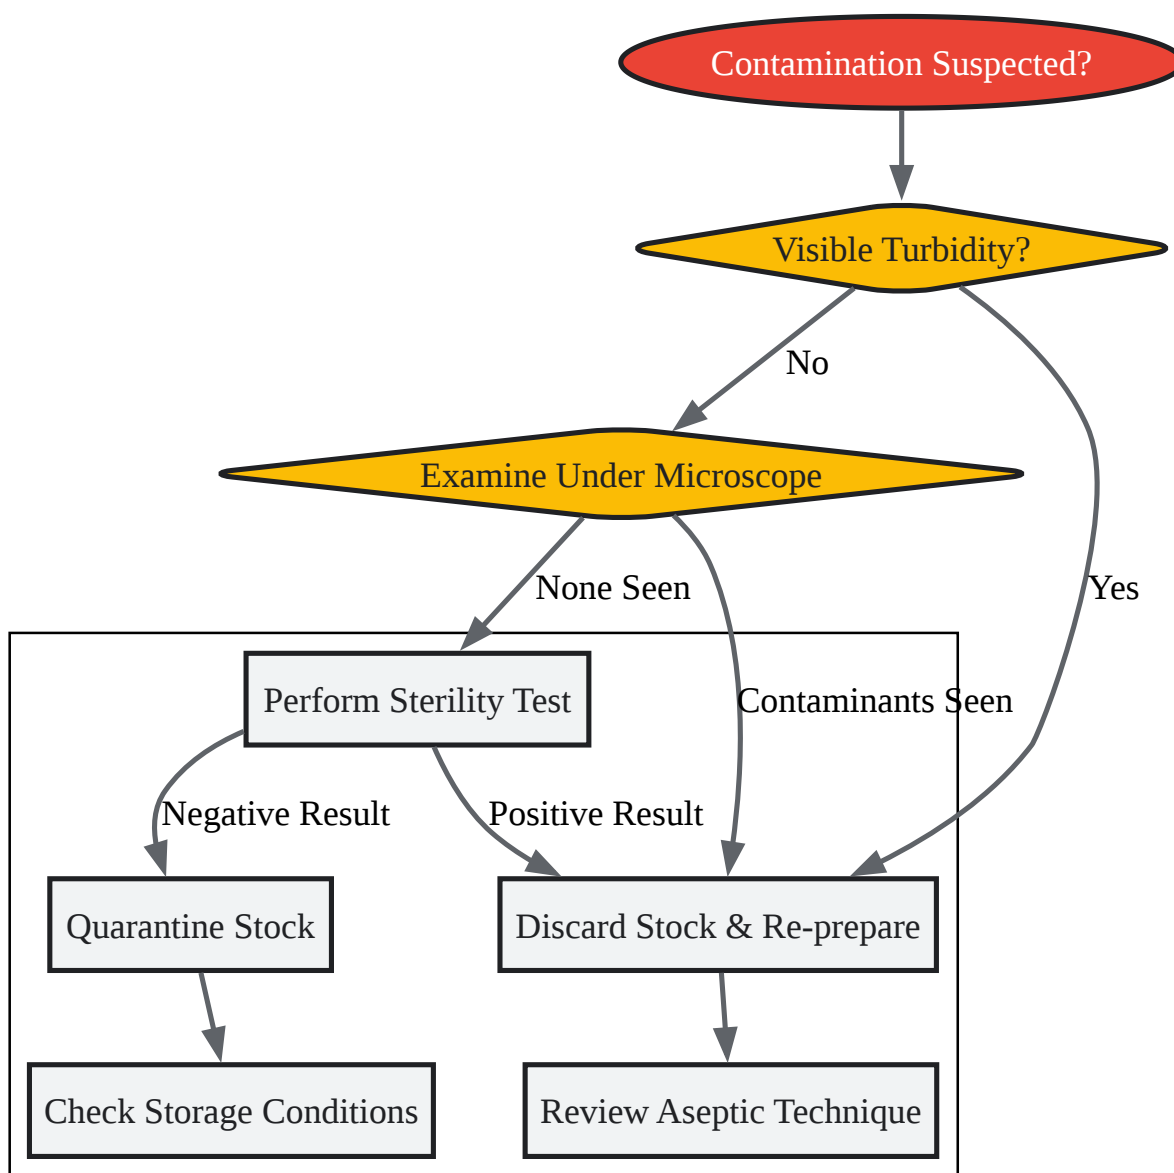 Contamination Suspected?
Visible Turbidity?
No
Examine Under Microscope
None Seen
Yes
Perform Sterility Test
Contaminants Seen
Negative Result
Positive Result
Quarantine Stock
Discard Stock & Re-prepare
Check Storage Conditions
Review Aseptic Technique